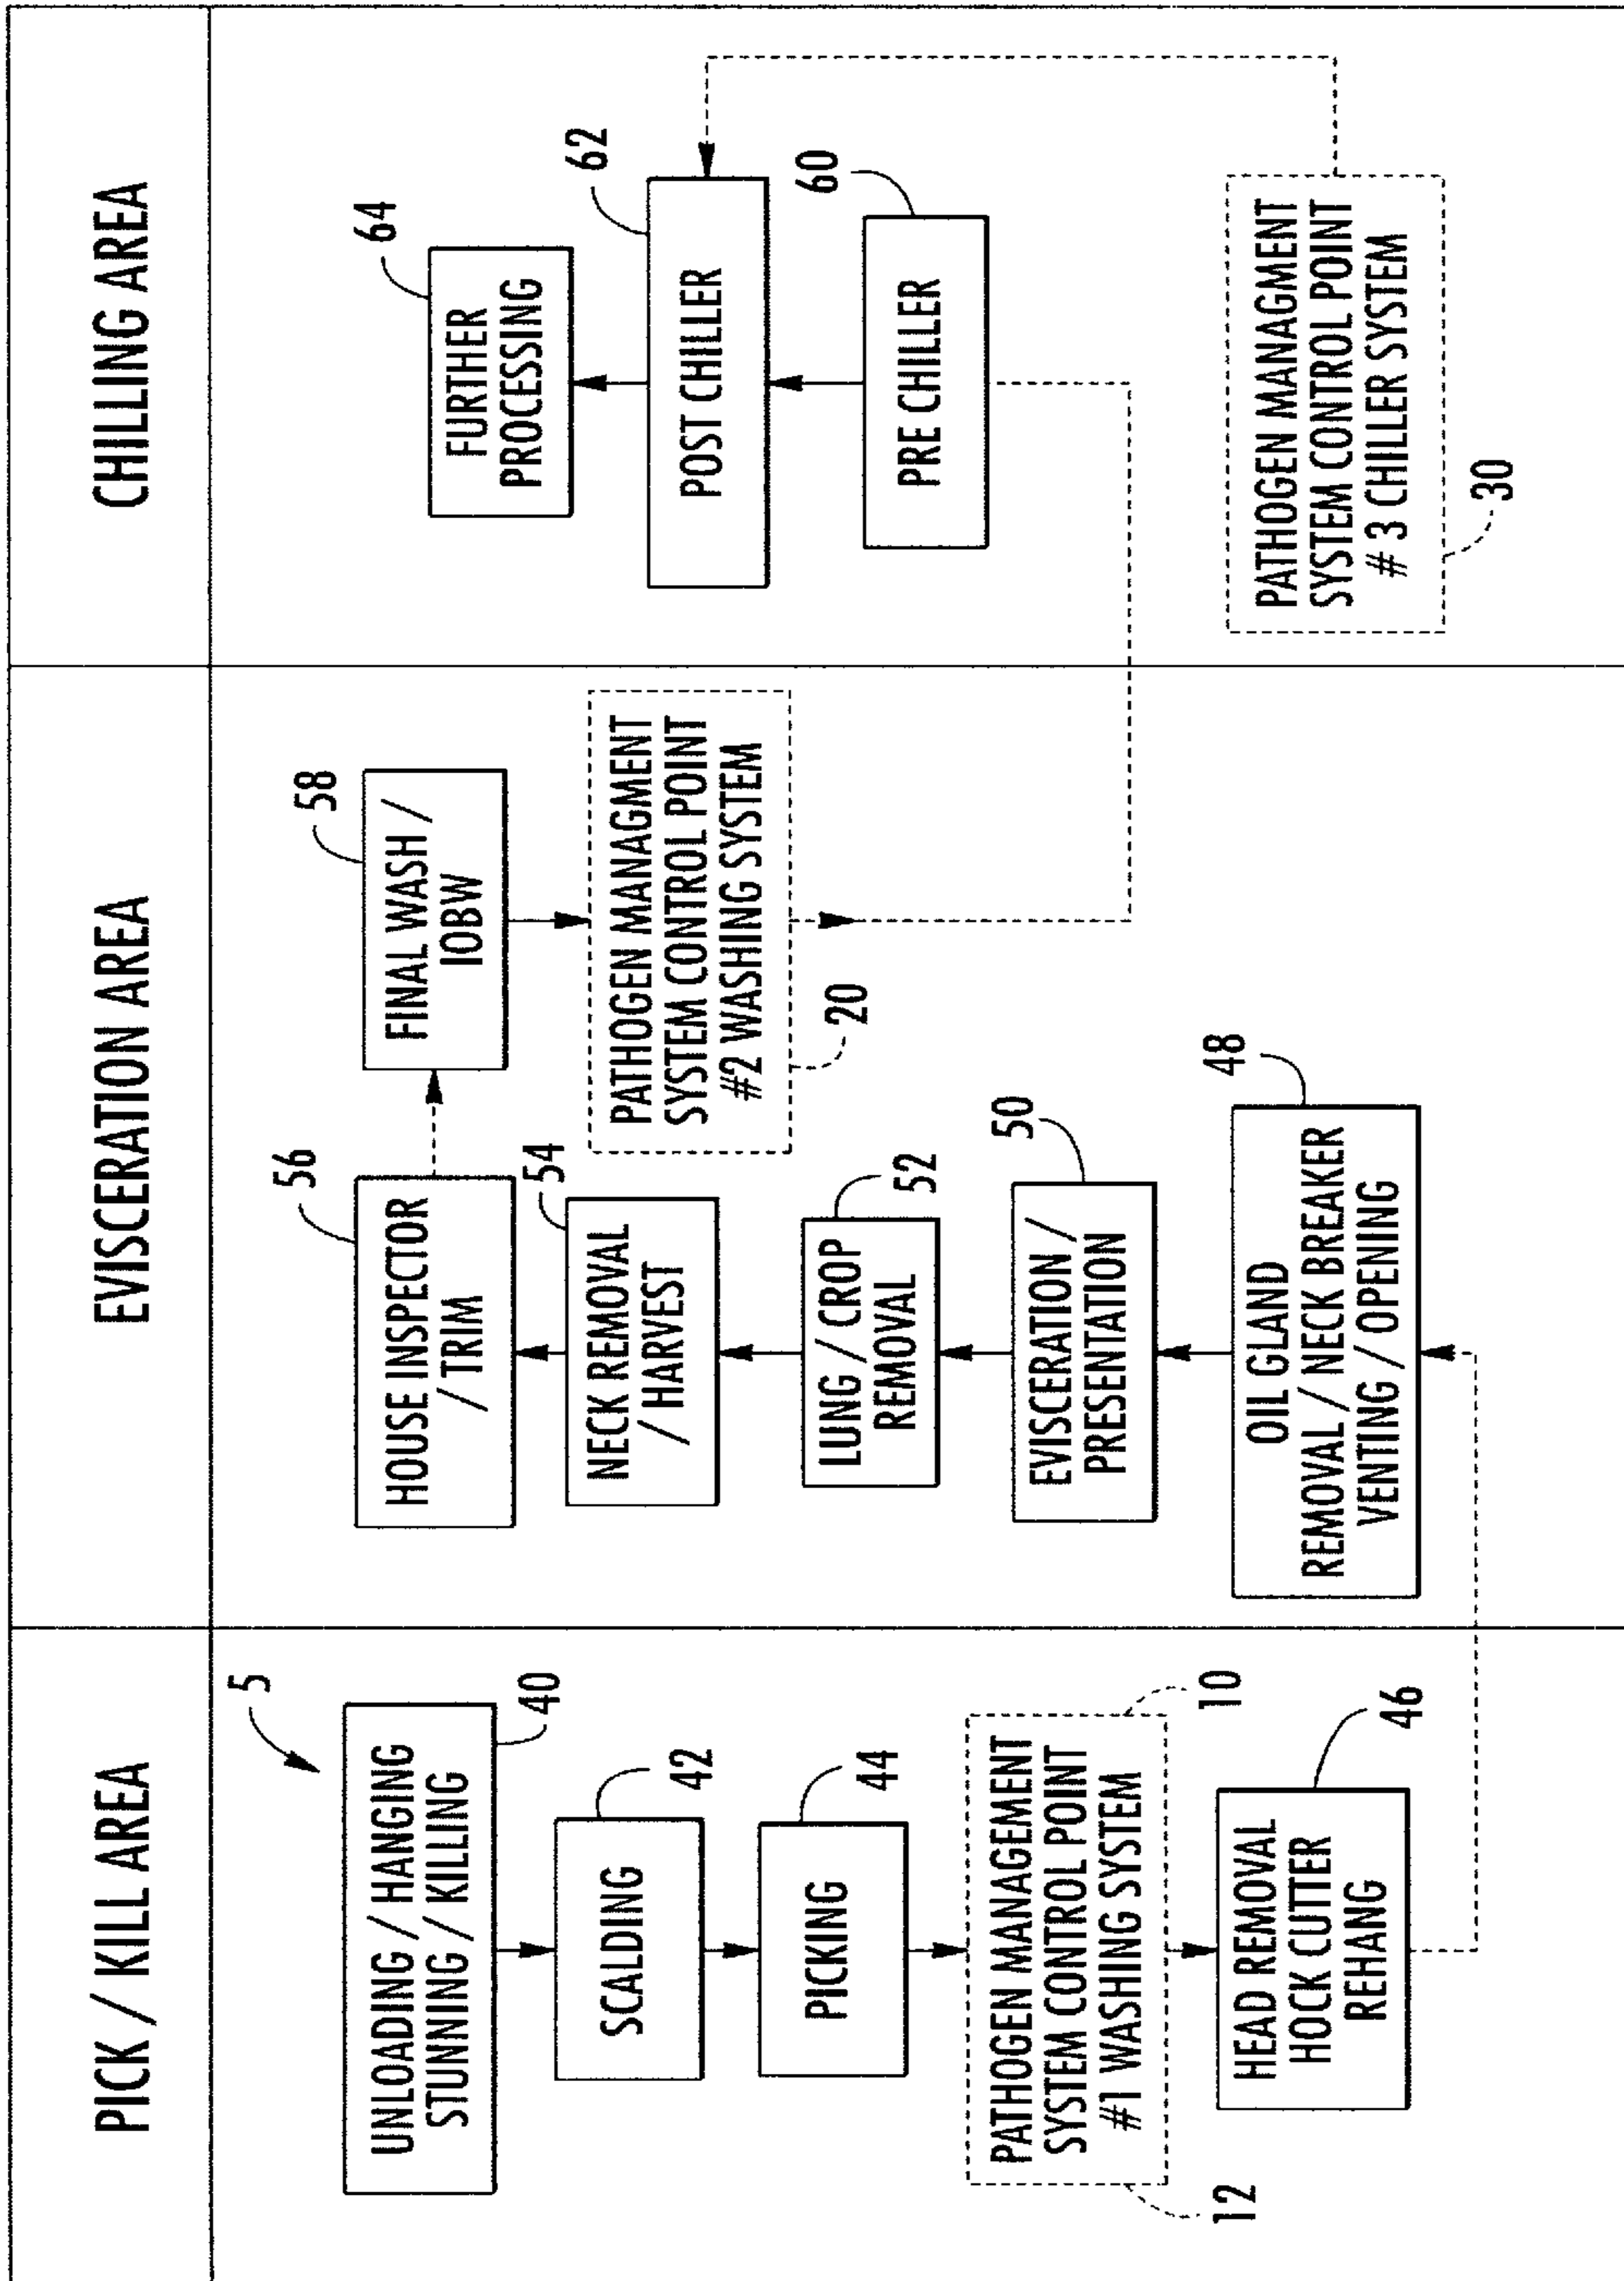 PICK / KILL AREA
EVISCERATION AREA
CHILLING AREA
5
UNLOADING / HANGING
STUNNING / KILLING
40
SCALDING
42
PICKING
44
PATHOGEN MANAGEMENT
SYSTEM CONTROL POINT
#1 WASHING SYSTEM
10
12
HEAD REMOVAL
HOCK CUTTER
REHANG
46
56
HOUSE INSPECTOR
/ TRIM
54
NECK REMOVAL
/ HARVEST
LUNG / CROP
REMOVAL
52
50
EVISCERATION /
PRESENTATION
48
OIL GLAND
REMOVAL / NECK BREAKER
VENTING / OPENING
58
FINAL WASH /
IOBW
PATHOGEN MANAGMENT
SYSTEM CONTROL POINT
#2 WASHING SYSTEM
20
64
FURTHER
PROCESSING
62
POST CHILLER
60
PRE CHILLER
PATHOGEN MANAGMENT
SYSTEM CONTROL POINT
# 3 CHILLER SYSTEM
30